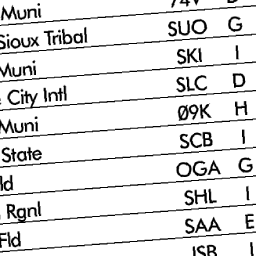 Muni
Sioux Tribal SUO G
Muni SKI I
City Intl SLC D
Muni Ø9K H
State SCB I
ld OGA G
Rgnl SHL I
Fld SAA E